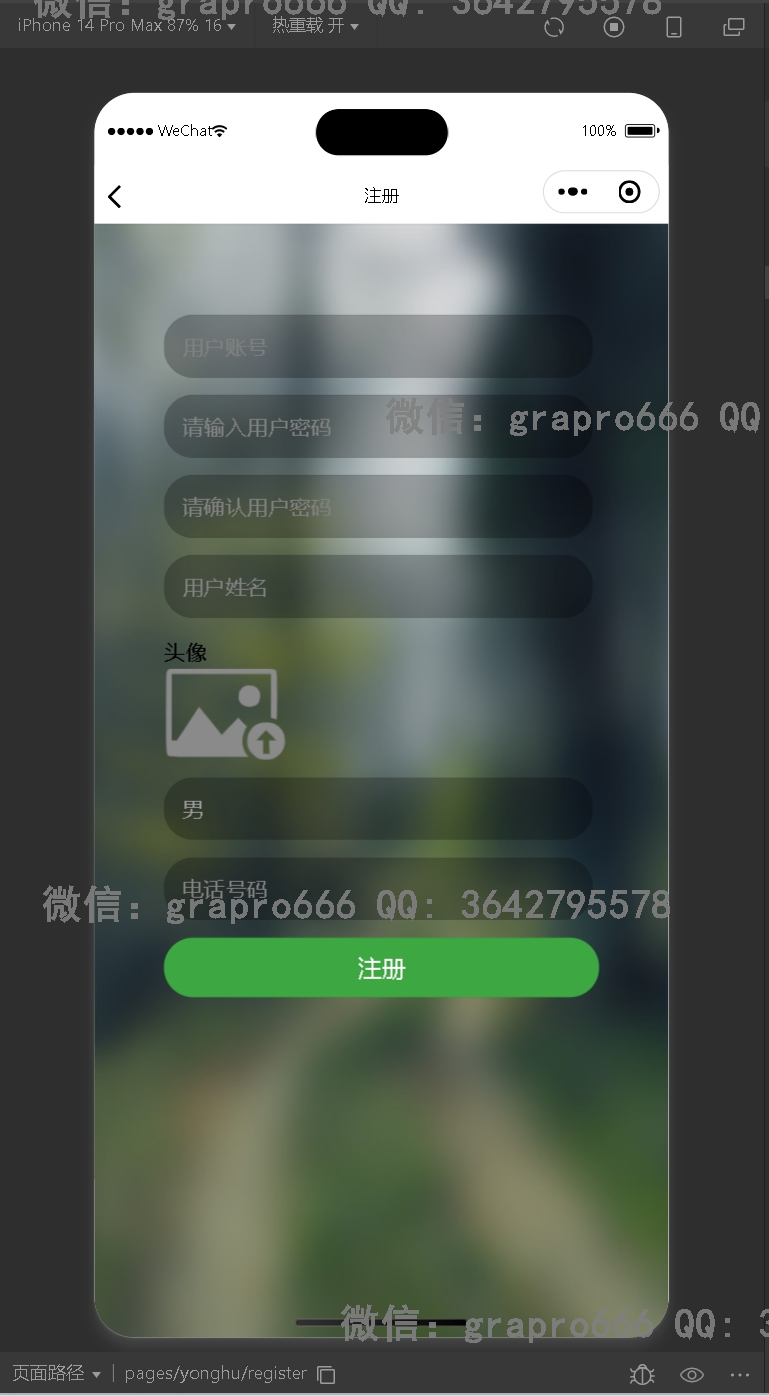 微信：grapro666 QQ: 3642795578
iPhone 14 Pro Max 87% 16
热重载 开
WeChat
100%
注册
用户账号
请输入用户密码
微信：grapro666 QQ
请确认用户密码
用户姓名
头像
男
电话号码
微信：grapro666 QQ: 3642795578
注册
微信：grapro666 QQ: 3
页面路径
pages/yonghu/register